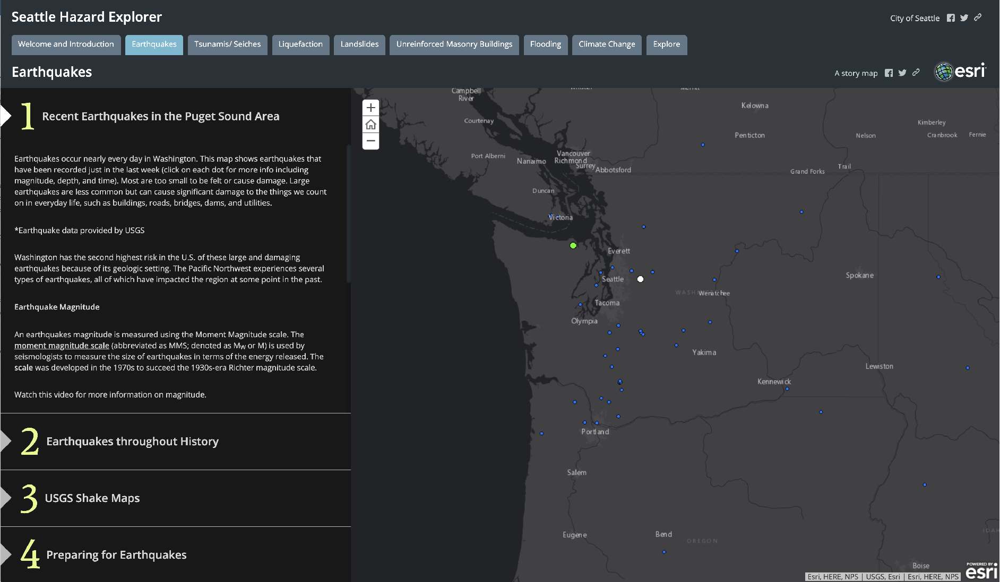 Seattle Hazard Explorer
City of Seattle
Welcome and Introduction
Earthquakes
Tsunamis/ Seiches
Liquefaction
Landslides
Unreinforced Masonry Buildings
Flooding
Climate Change
Explore
Earthquakes
A story map
esri
1
Recent Earthquakes in the Puget Sound Area
Earthquakes occur nearly every day in Washington. This map shows earthquakes that
have been recorded just in the last week (click on each dot for more info including
magnitude, depth, and time). Most are too small to be felt or cause damage. Large
earthquakes are less common but can cause significant damage to the things we count
on in everyday life, such as buildings, roads, bridges, dams, and utilities.
*Earthquake data provided by USGS
Washington has the second highest risk in the U.S. of these large and damaging
earthquakes because of its geologic setting. The Pacific Northwest experiences several
types of earthquakes, all of which have impacted the region at some point in the past.
Earthquake Magnitude
An earthquakes magnitude is measured using the Moment Magnitude scale. The
moment magnitude scale (abbreviated as MMS; denoted as Mw or M) is used by
seismologists to measure the size of earthquakes in terms of the energy released. The
scale was developed in the 1970s to succeed the 1930s-era Richter magnitude scale.
Watch this video for more information on magnitude.
2
Earthquakes throughout History
3
USGS Shake Maps
4
Preparing for Earthquakes
+
−
Campbell
River
Kelowna
Courtenay
Kimberley
Penticton
Nelson
Cranbrook
Fernie
Port Alberni
Nanaimo
Vancouver
Richmond
Surrey
Abbotsford
Grand Forks
Trail
Duncan
Victoria
Everett
Seattle
Spokane
Wenatchee
Tacoma
Olympia
Yakima
Lewiston
Kennewick
Portland
Salem
Eugene
Bend
OREGON
IDAH
Boise
Esri, HERE, NPS | USGS, Esri | Esri, HERE, NPS
POWERED BY
esri